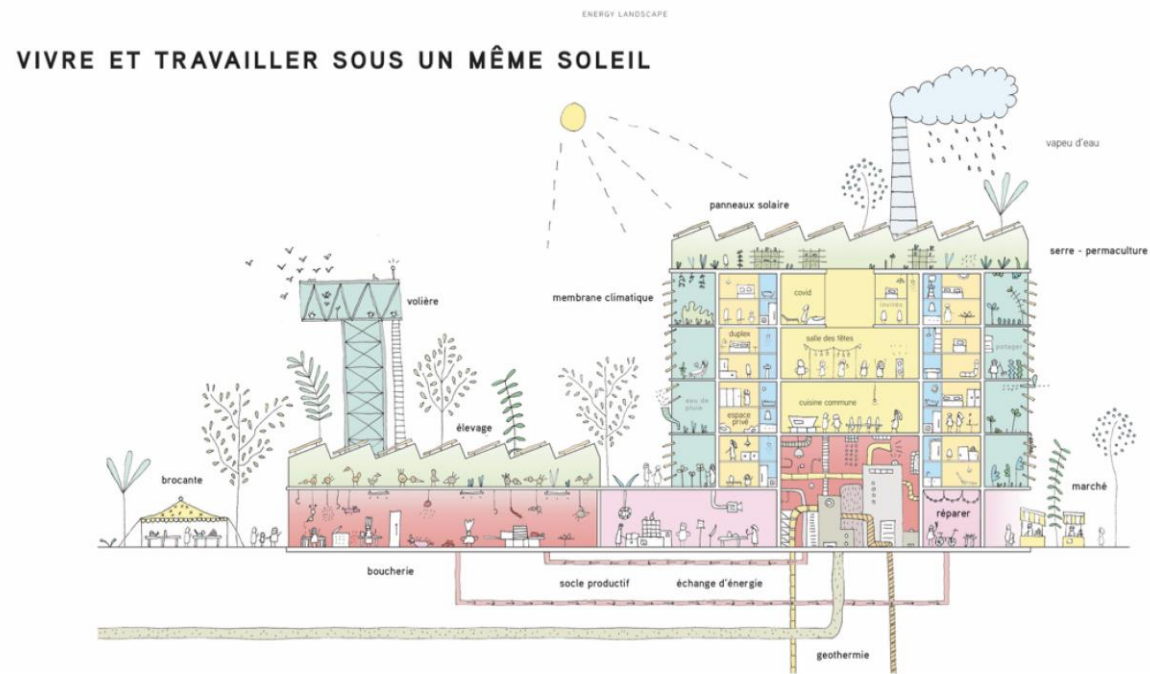 ENERGY LANDSCAPE
VIVRE ET TRAVAILLER SOUS UN MÊME SOLEIL
vapeu d'eau
panneaux solaire
serre - permaculture
membrane climatique
volière
covid
invités
duplex
salle des fêtes
potager
eau de
pluie
cuisine commune
espace
privé
élevage
brocante
marché
réparer
boucherie
socle productif
échange d'énergie
geothermie